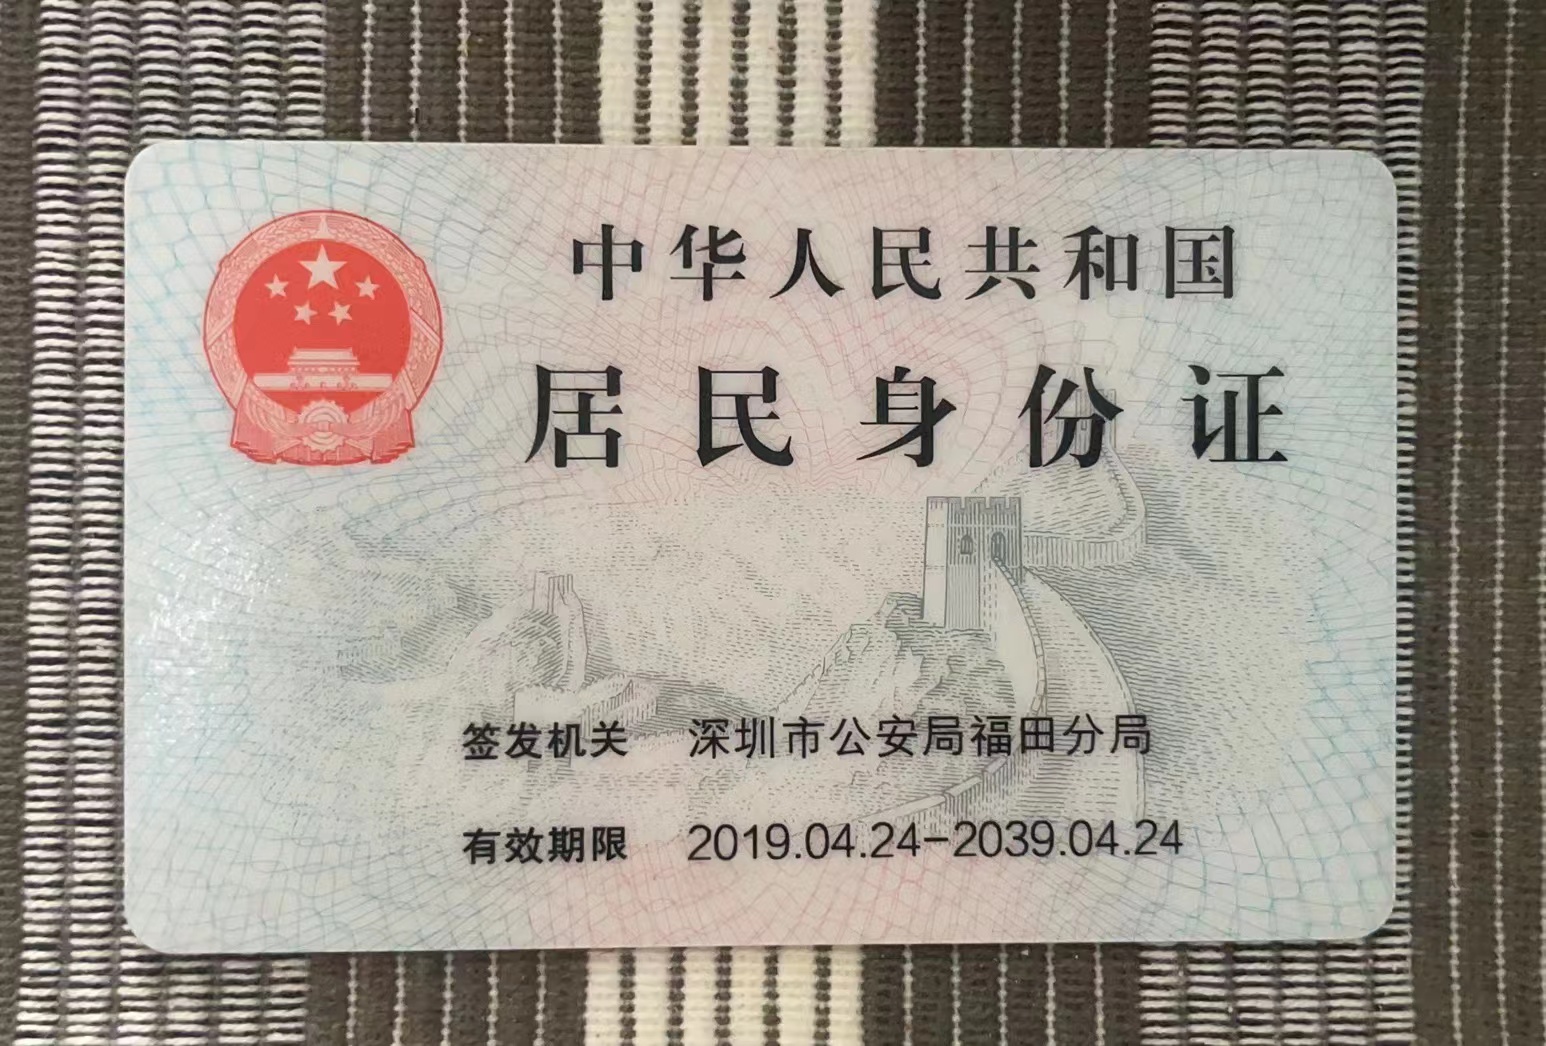 中华人民共和国
居民身份证
签发机关 深圳市公安局福田分局
有效期限 2019.04.24-2039.04.24